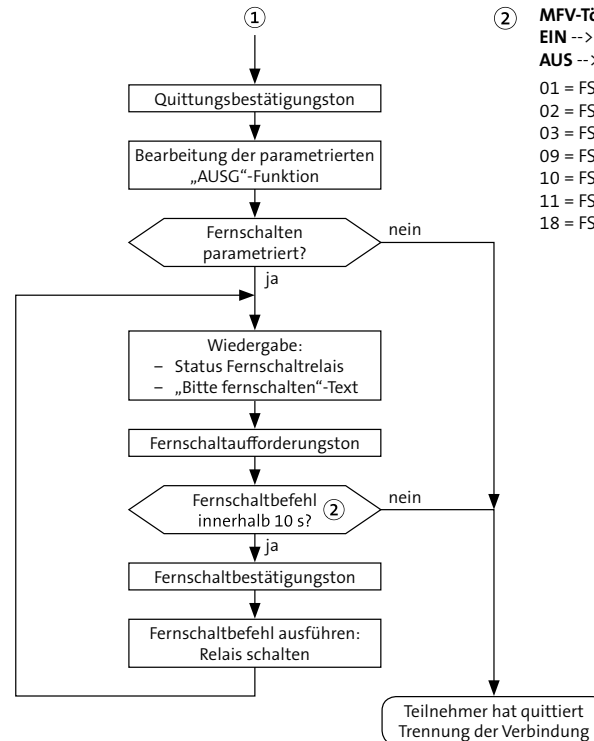 ①
Quittungsbestätigungston
Bearbeitung der parametrierten
„AUSG“-Funktion
Fernschalten
parametriert?
nein
ja
Wiedergabe:
– Status Fernschaltrelais
– „Bitte fernschalten“-Text
Fernschaltaufforderungston
Fernschaltbefehl
innerhalb 10 s? ②
nein
ja
Fernschaltbestätigungston
Fernschaltbefehl ausführen:
Relais schalten
Teilnehmer hat quittiert
Trennung der Verbindung
②
EIN -->
AUS -->
01 = FS
02 = FS
03 = FS
09 = FS
10 = FS
11 = FS
18 = FS